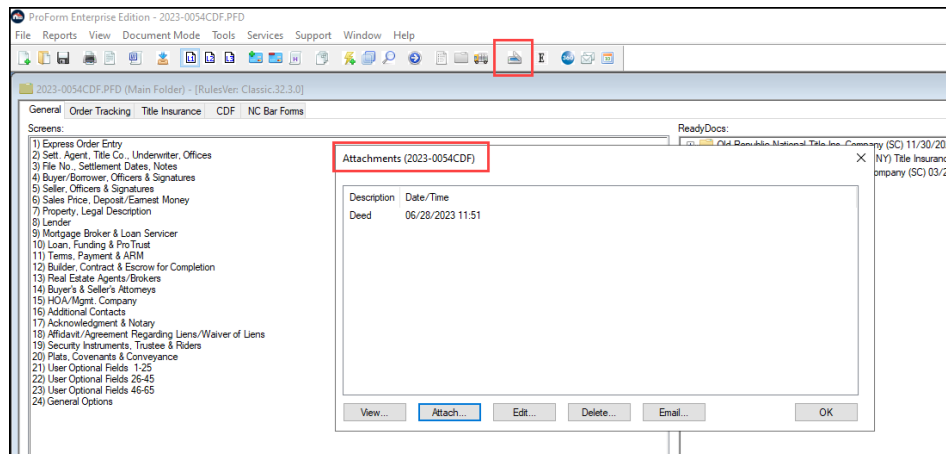 ProForm Enterprise Edition - 2023-0054CDF.PFD
File Reports View Document Mode Tools Services Support Window Help
E
2023-0054CDF.PFD (Main Folder) - [RulesVer: Classic.32.3.0]
General Order Tracking Title Insurance CDF NC Bar Forms
Screens:
ReadyDocs:
1) Express Order Entry
2) Sett. Agent, Title Co., Underwriter, Offices
3) File No., Settlement Dates, Notes
4) Buyer/Borrower, Officers & Signatures
5) Seller, Officers & Signatures
6) Sales Price, Deposit/Earnest Money
7) Property, Legal Description
8) Lender
9) Mortgage Broker & Loan Servicer
10) Loan, Funding & ProTrust
11) Terms, Payment & ARM
12) Builder, Contract & Escrow for Completion
13) Real Estate Agents/Brokers
14) Buyer's & Seller's Attorneys
15) HOA/Mgmt. Company
16) Additional Contacts
17) Acknowledgment & Notary
18) Affidavit/Agreement Regarding Liens/Waiver of Liens
19) Security Instruments, Trustee & Riders
20) Plats, Covenants & Conveyance
21) User Optional Fields 1-25
22) User Optional Fields 26-45
23) User Optional Fields 46-65
24) General Options
Old Republic National Title Ins. Company (SC) 11/30/20
NY) Title Insuranc
ompany (SC) 03/2
Attachments (2023-0054CDF)
Description Date/Time
Deed 06/28/2023 11:51
View... Attach... Edit... Delete... Email... OK